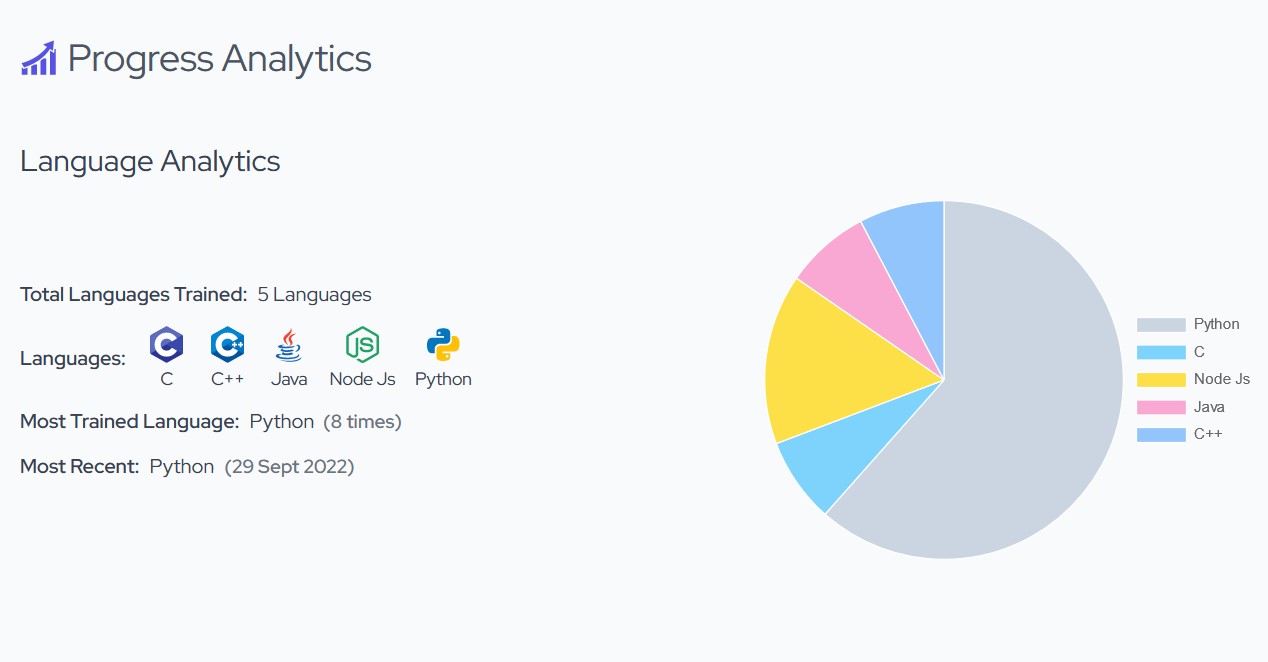 Progress Analytics
Language Analytics
Total Languages Trained: 5 Languages
Languages:
C C++ Java Node Js Python
Most Trained Language: Python (8 times)
Most Recent: Python (29 Sept 2022)
Python
C
Node Js
Java
C++